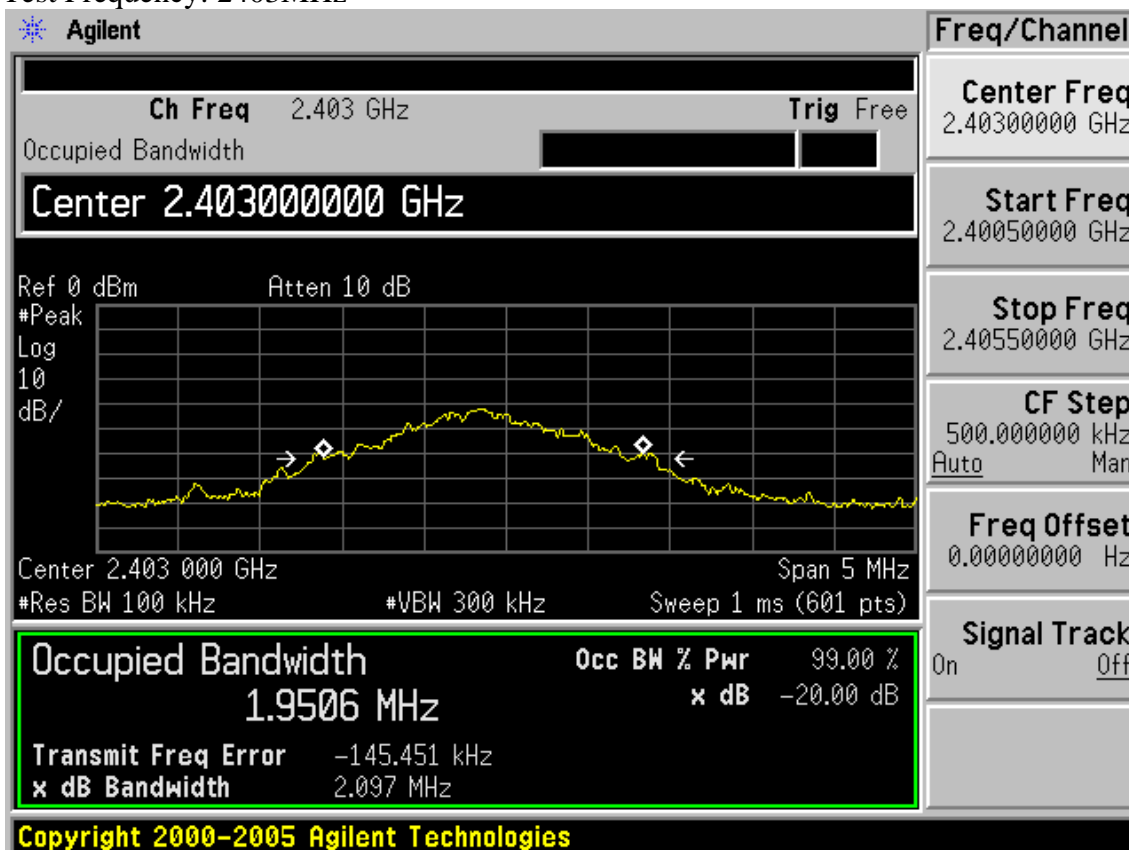 Test Frequency: 2403MHz
Agilent
Freq/Channel
Ch Freq 2.403 GHz Trig Free
Occupied Bandwidth
Center 2.403000000 GHz
Ref 0 dBm Atten 10 dB
#Peak
Log
10
dB/
Center 2.403 000 GHz Span 5 MHz
#Res BW 100 kHz #VBW 300 kHz Sweep 1 ms (601 pts)
Occupied Bandwidth
1.9506 MHz
Occ BW % Pwr 99.00 %
x dB -20.00 dB
Transmit Freq Error -145.451 kHz
x dB Bandwidth 2.097 MHz
Center Freq
2.40300000 GHz
Start Freq
2.40050000 GHz
Stop Freq
2.40550000 GHz
CF Step
500.000000 kHz
Auto Man
Freq Offset
0.00000000 Hz
Signal Track
On Off
Copyright 2000-2005 Agilent Technologies